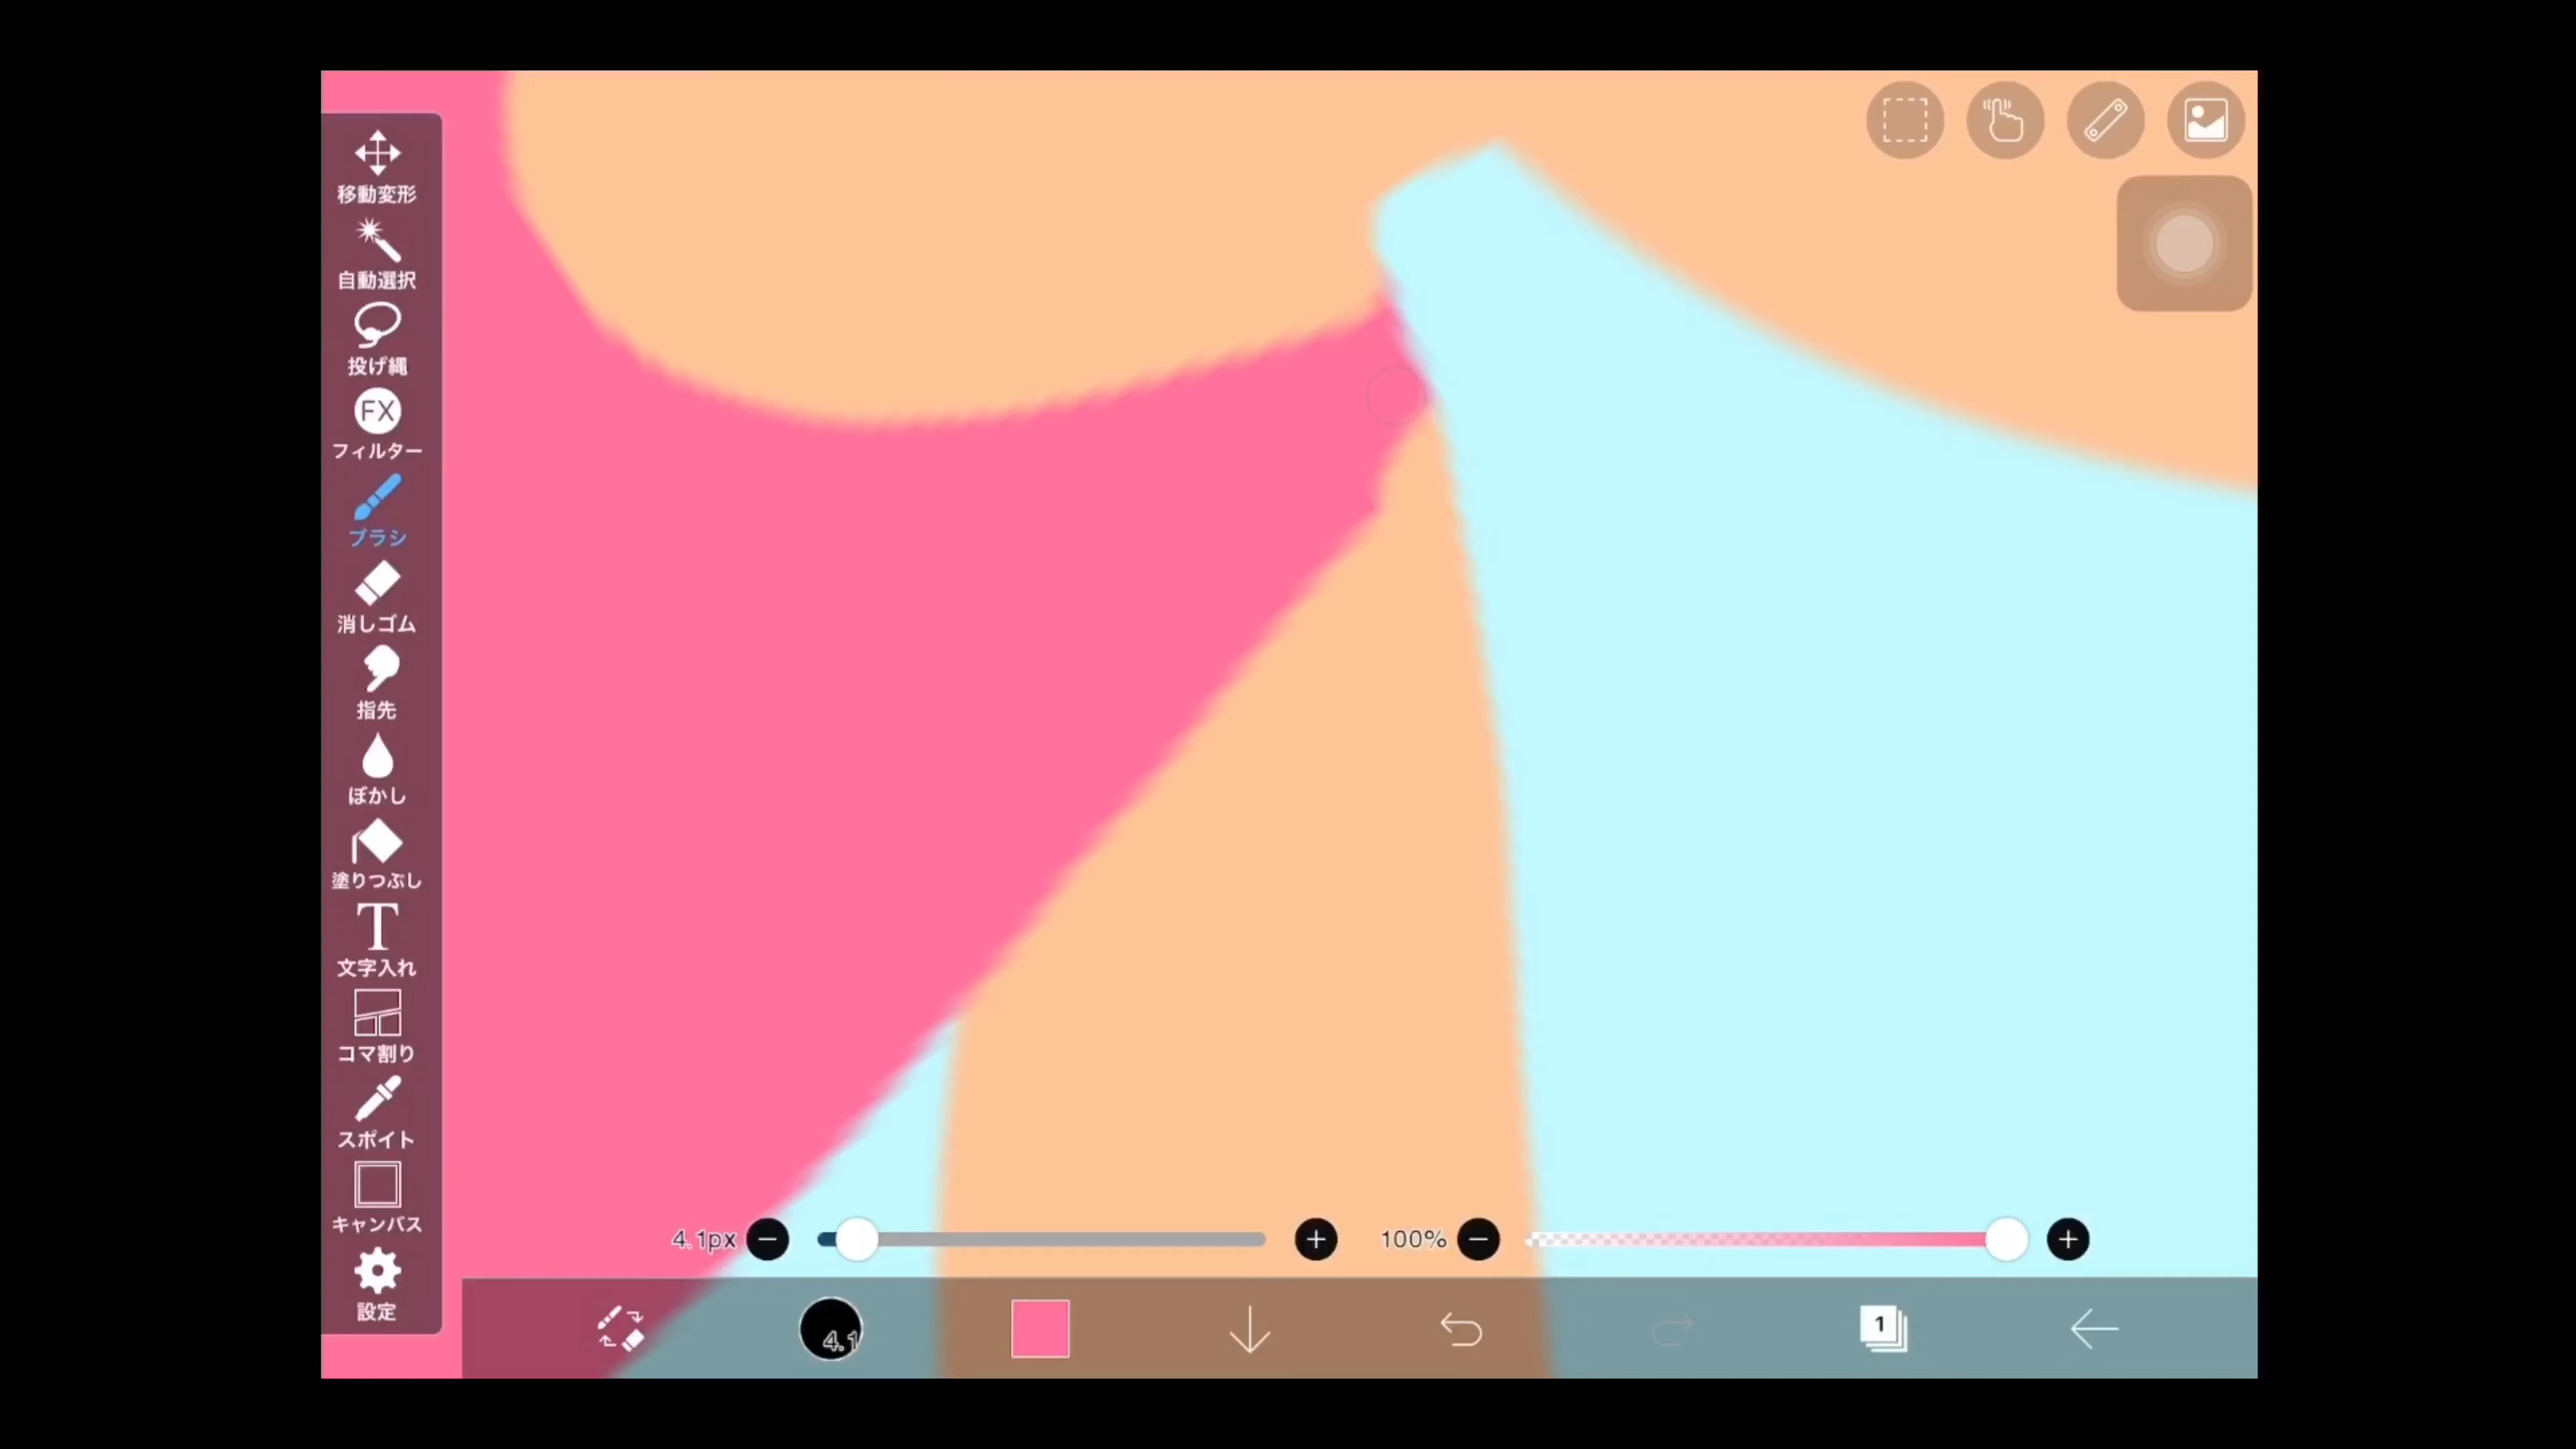 移動変形
自動選択
投げ縄
FX
フィルター
ブラシ
消しゴム
指先
ぼかし
塗りつぶし
T
文字入れ
コマ割り
スポイト
キャンバス
設定
4.1px
100%
4.1
1